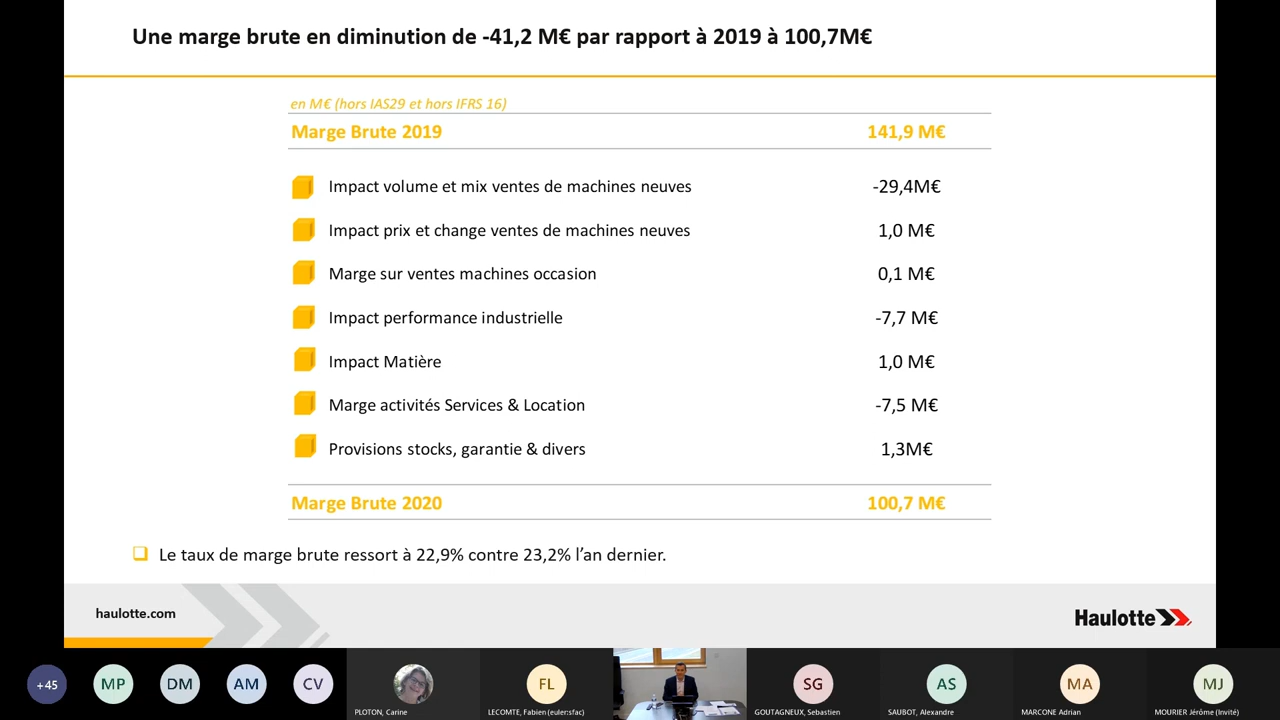 Une marge brute en diminution de -41,2 M€ par rapport à 2019 à 100,7M€
en M€ (hors IAS29 et hors IFRS 16)
Marge Brute 2019 141,9 M€
Impact volume et mix ventes de machines neuves -29,4M€
Impact prix et change ventes de machines neuves 1,0 M€
Marge sur ventes machines occasion 0,1 M€
Impact performance industrielle -7,7 M€
Impact Matière 1,0 M€
Marge activités Services & Location -7,5 M€
Provisions stocks, garantie & divers 1,3M€
Marge Brute 2020 100,7 M€
Le taux de marge brute ressort à 22,9% contre 23,2% l’an dernier.
haulotte.com
Haulotte
+45 MP DM AM CV FL SG AS MA MJ
PLOTON, Carine LECOMTE, Fabien (euler:sfac) GOUTAGNEUX, Sebastien SAUBOT, Alexandre MARCONE Adrian MOURIER Jérôme (Invité)